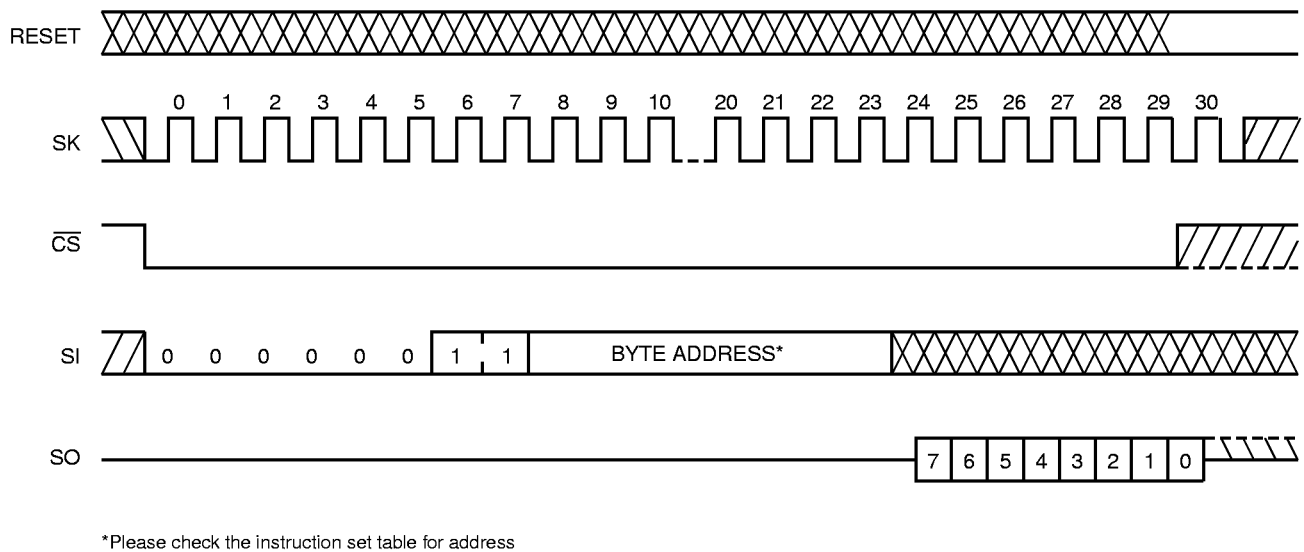 RESET
0 1 2 3 4 5 6 7 8 9 10 20 21 22 23 24 25 26 27 28 29 30
SK
CS
SI 0 0 0 0 0 0 1 1 BYTE ADDRESS*
SO 7 6 5 4 3 2 1 0
*Please check the instruction set table for address